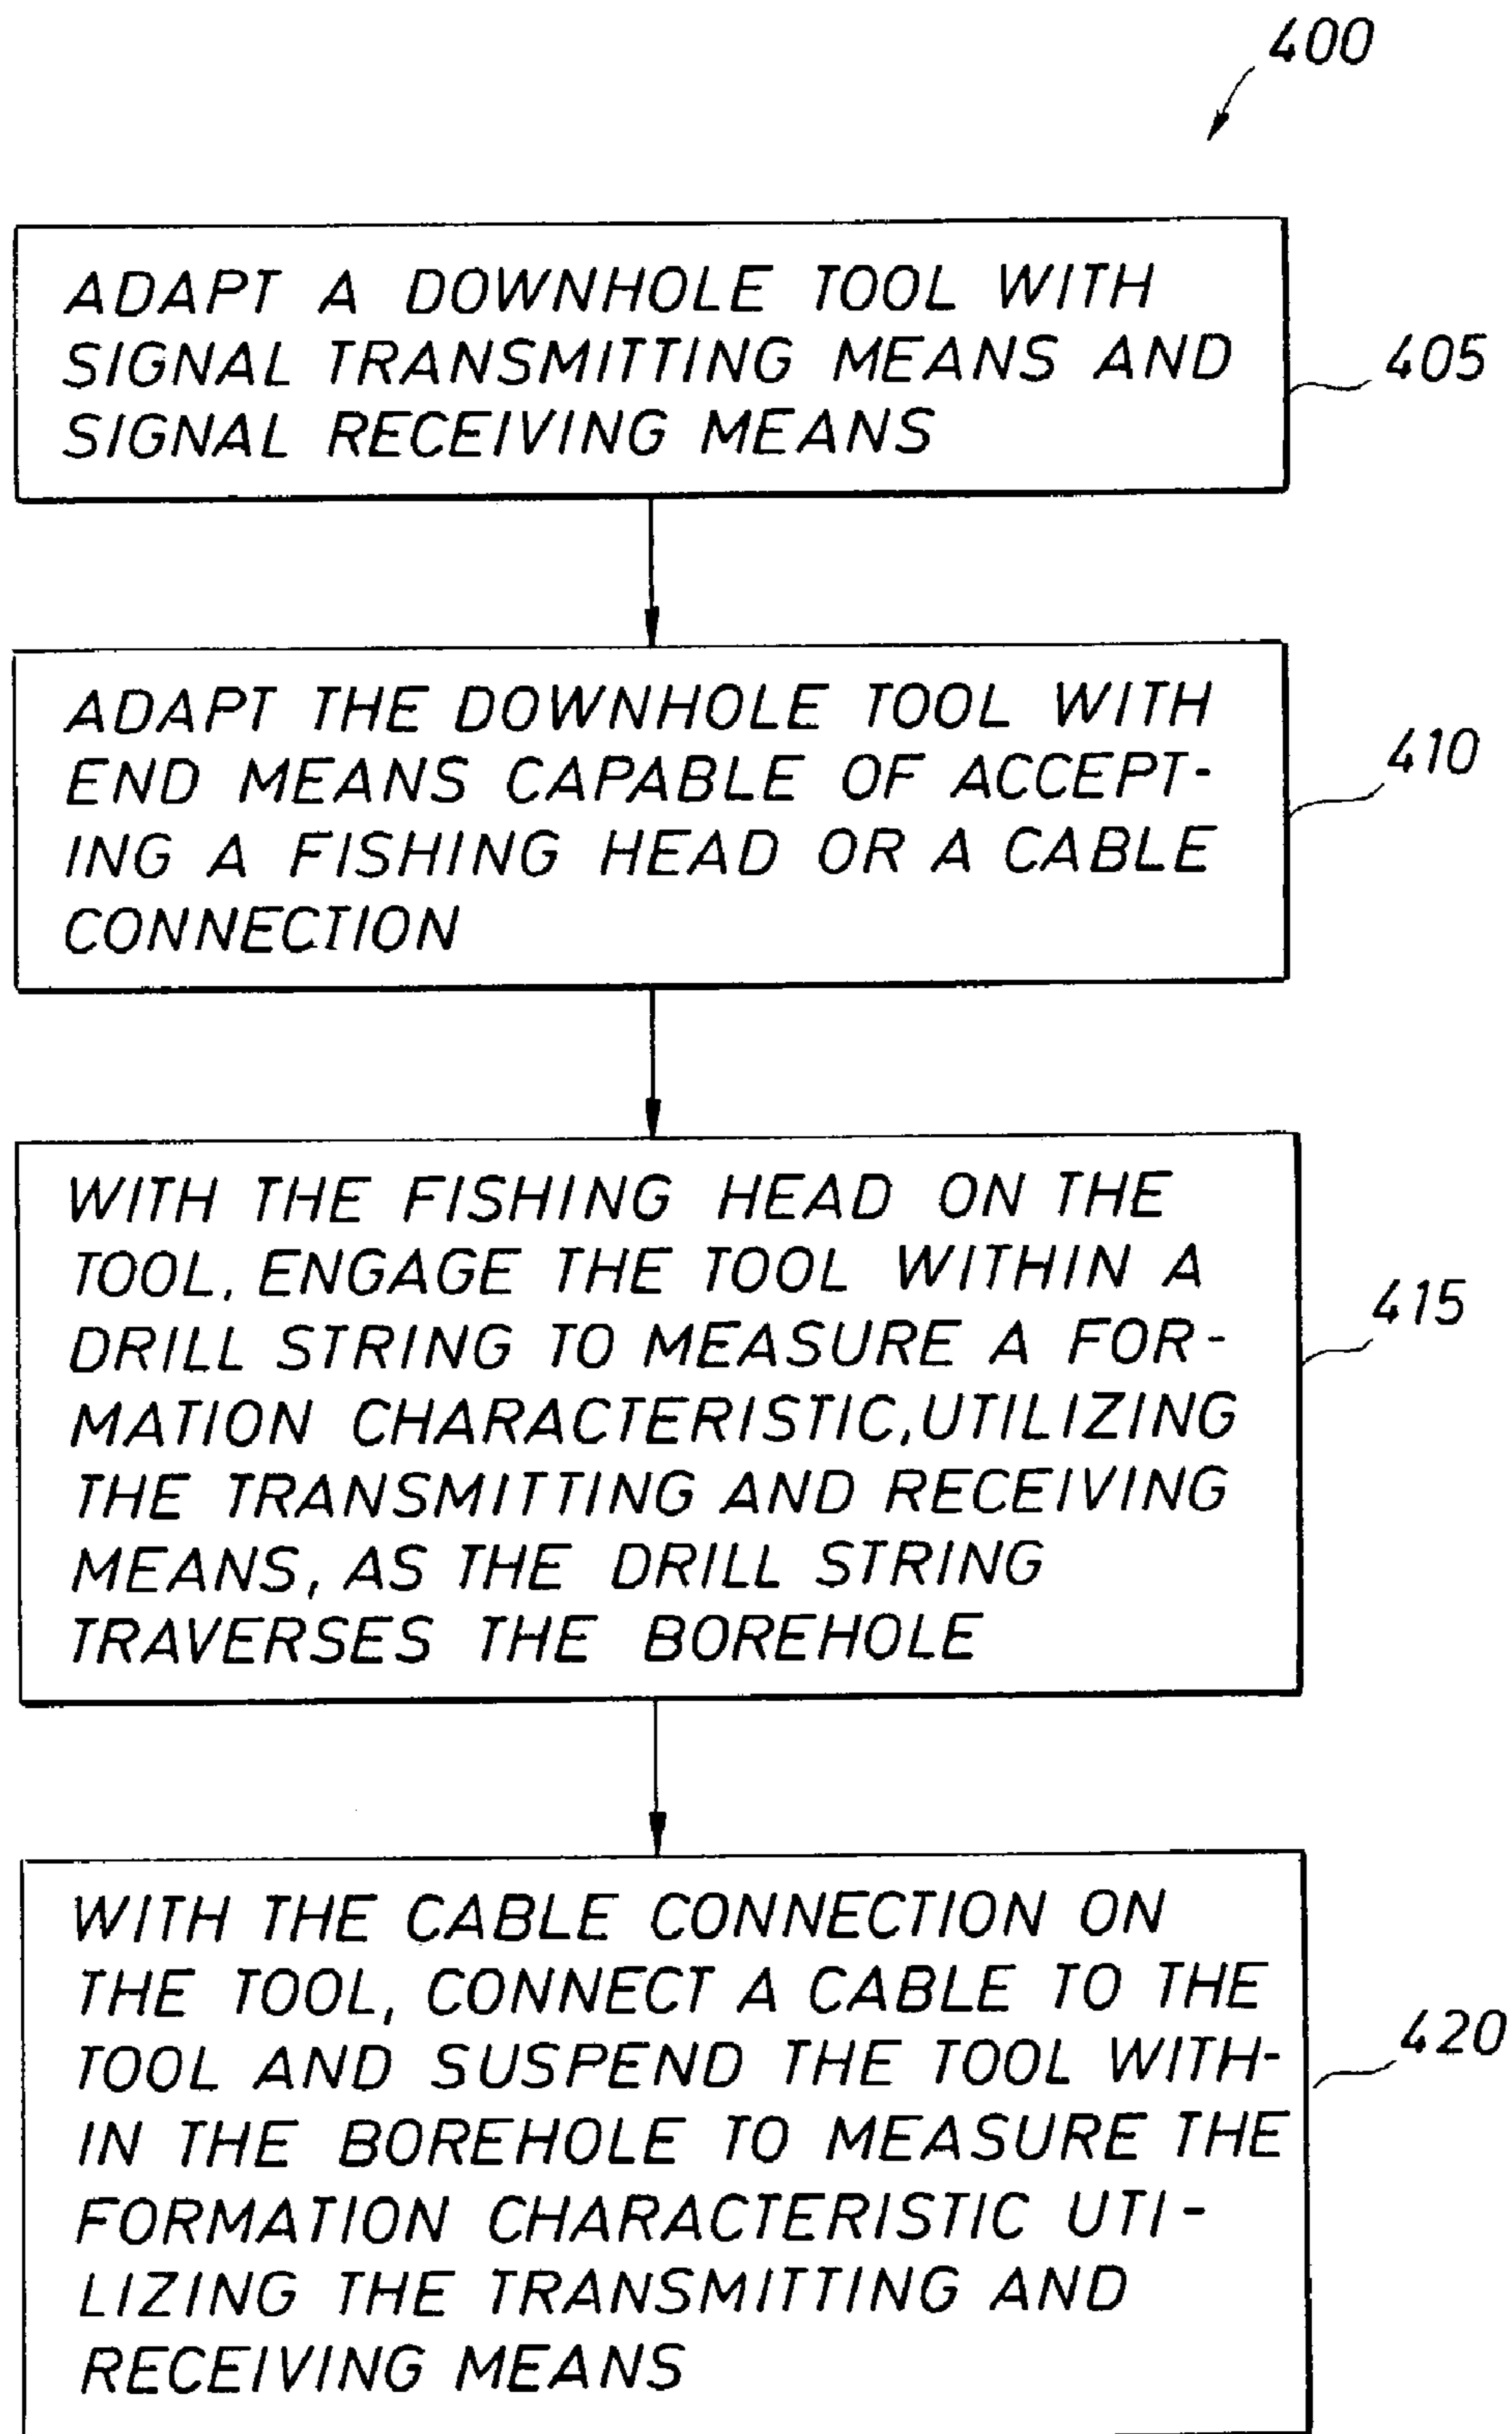 400
ADAPT A DOWNHOLE TOOL WITH
SIGNAL TRANSMITTING MEANS AND
SIGNAL RECEIVING MEANS
405
ADAPT THE DOWNHOLE TOOL WITH
END MEANS CAPABLE OF ACCEPT-
ING A FISHING HEAD OR A CABLE
CONNECTION
410
WITH THE FISHING HEAD ON THE
TOOL, ENGAGE THE TOOL WITHIN A
DRILL STRING TO MEASURE A FOR-
MATION CHARACTERISTIC, UTILIZING
THE TRANSMITTING AND RECEIVING
MEANS, AS THE DRILL STRING
TRAVERSES THE BOREHOLE
415
WITH THE CABLE CONNECTION ON
THE TOOL, CONNECT A CABLE TO THE
TOOL AND SUSPEND THE TOOL WITH-
IN THE BOREHOLE TO MEASURE THE
FORMATION CHARACTERISTIC UTI-
LIZING THE TRANSMITTING AND
RECEIVING MEANS
420